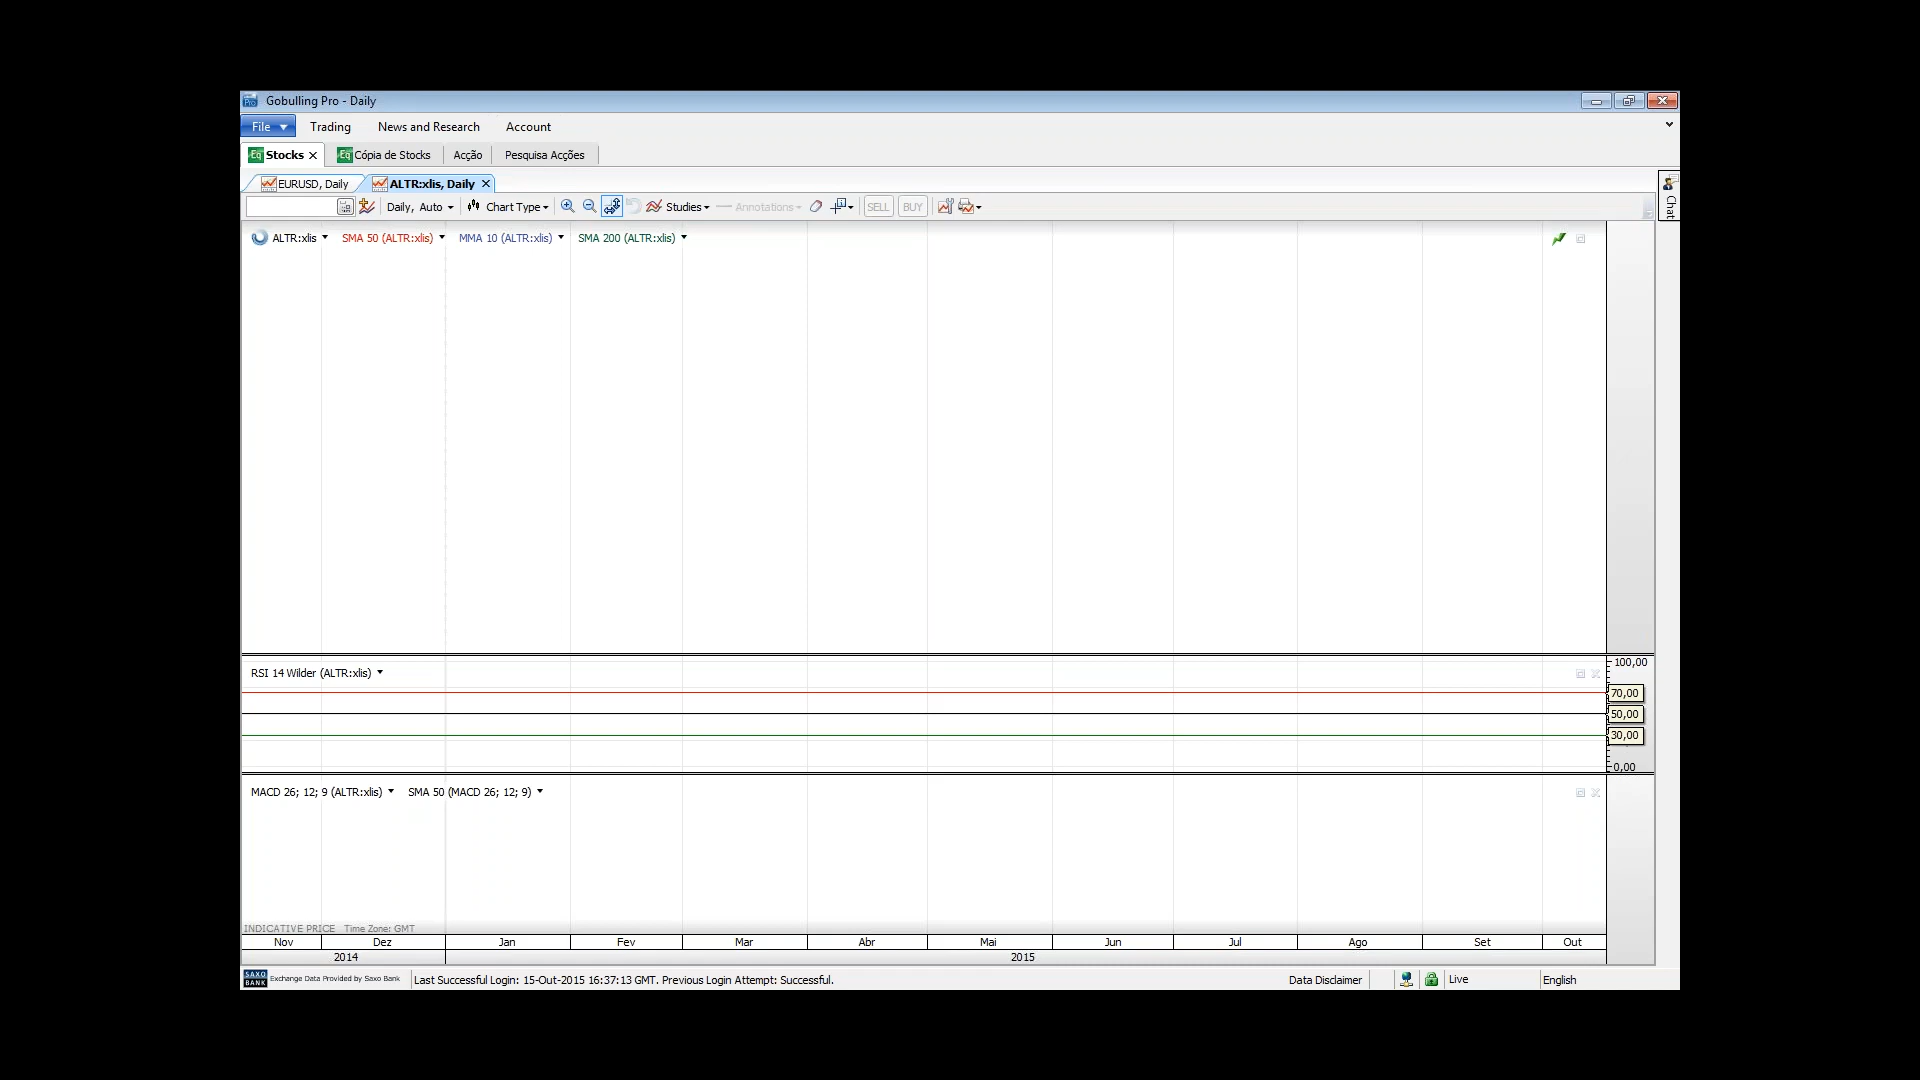 Gobulling Pro - Daily
File Trading News and Research Account
Eq Stocks Eq Cópia de Stocks Acção Pesquisa Acções
EURUSD, Daily ALTR:xlis, Daily
Daily, Auto Chart Type Studies Annotations SELL BUY
Chat
ALTR:xlis SMA 50 (ALTR:xlis) MMA 10 (ALTR:xlis) SMA 200 (ALTR:xlis)
RSI 14 Wilder (ALTR:xlis)
100,00
70,00
50,00
30,00
0,00
MACD 26; 12; 9 (ALTR:xlis) SMA 50 (MACD 26; 12; 9)
INDICATIVE PRICE Time Zone: GMT
Nov Dez Jan Fev Mar Abr Mai Jun Jul Ago Set Out
2014 2015
SAXO BANK Exchange Data Provided by Saxo Bank Last Successful Login: 15-Out-2015 16:37:13 GMT. Previous Login Attempt: Successful. Data Disclaimer Live English